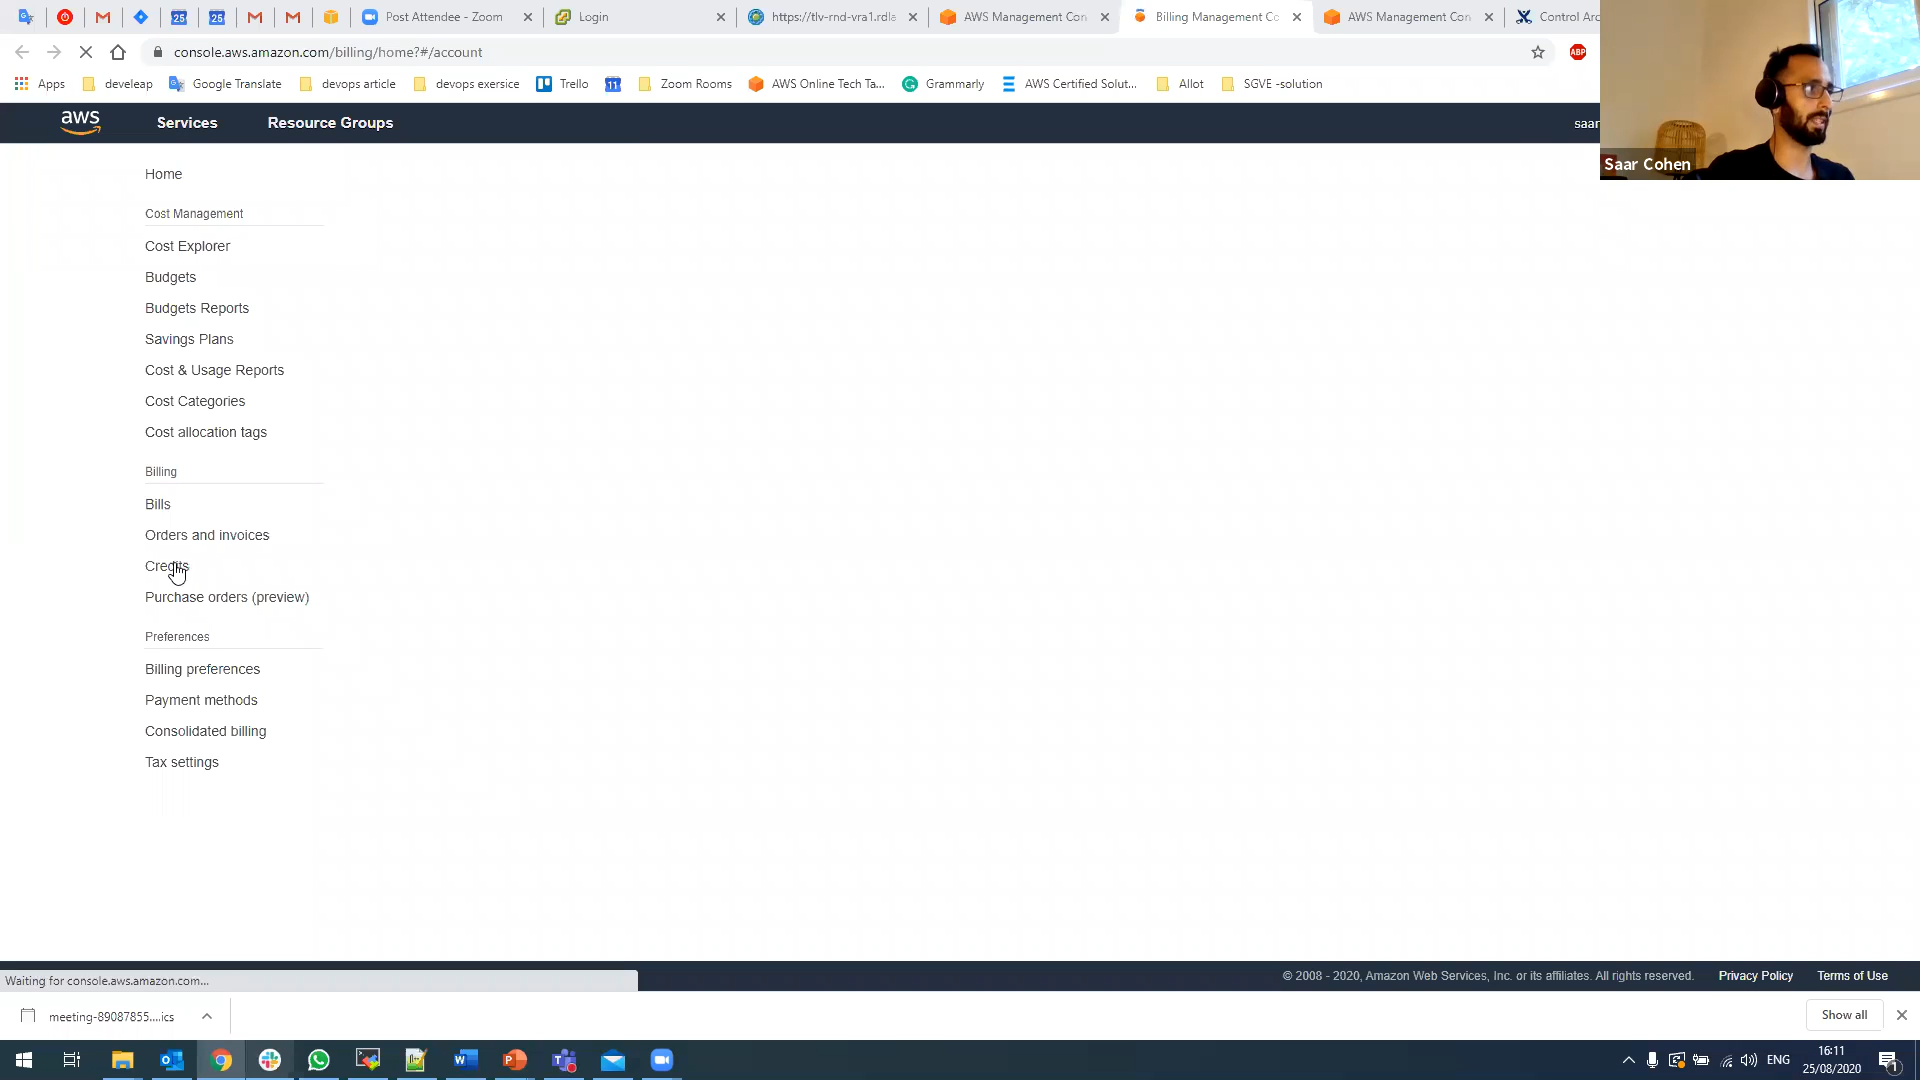 Post Attendee - Zoom
Login
https://tlv-rnd-vra1.rdla
AWS Management Con
Billing Management Co
AWS Management Con
Control Arc
console.aws.amazon.com/billing/home?#/account
ABP
Apps
develeap
Google Translate
devops article
devops exersice
Trello
11
Zoom Rooms
AWS Online Tech Ta...
Grammarly
AWS Certified Solut...
Allot
SGVE -solution
aws
Services
Resource Groups
saar
Saar Cohen
Home
Cost Management
Cost Explorer
Budgets
Budgets Reports
Savings Plans
Cost & Usage Reports
Cost Categories
Cost allocation tags
Billing
Bills
Orders and invoices
Credits
Purchase orders (preview)
Preferences
Billing preferences
Payment methods
Consolidated billing
Tax settings
© 2008 - 2020, Amazon Web Services, Inc. or its affiliates. All rights reserved.
Privacy Policy
Terms of Use
Waiting for console.aws.amazon.com...
meeting-89087855....ics
Show all
ENG
16:11
25/08/2020
1